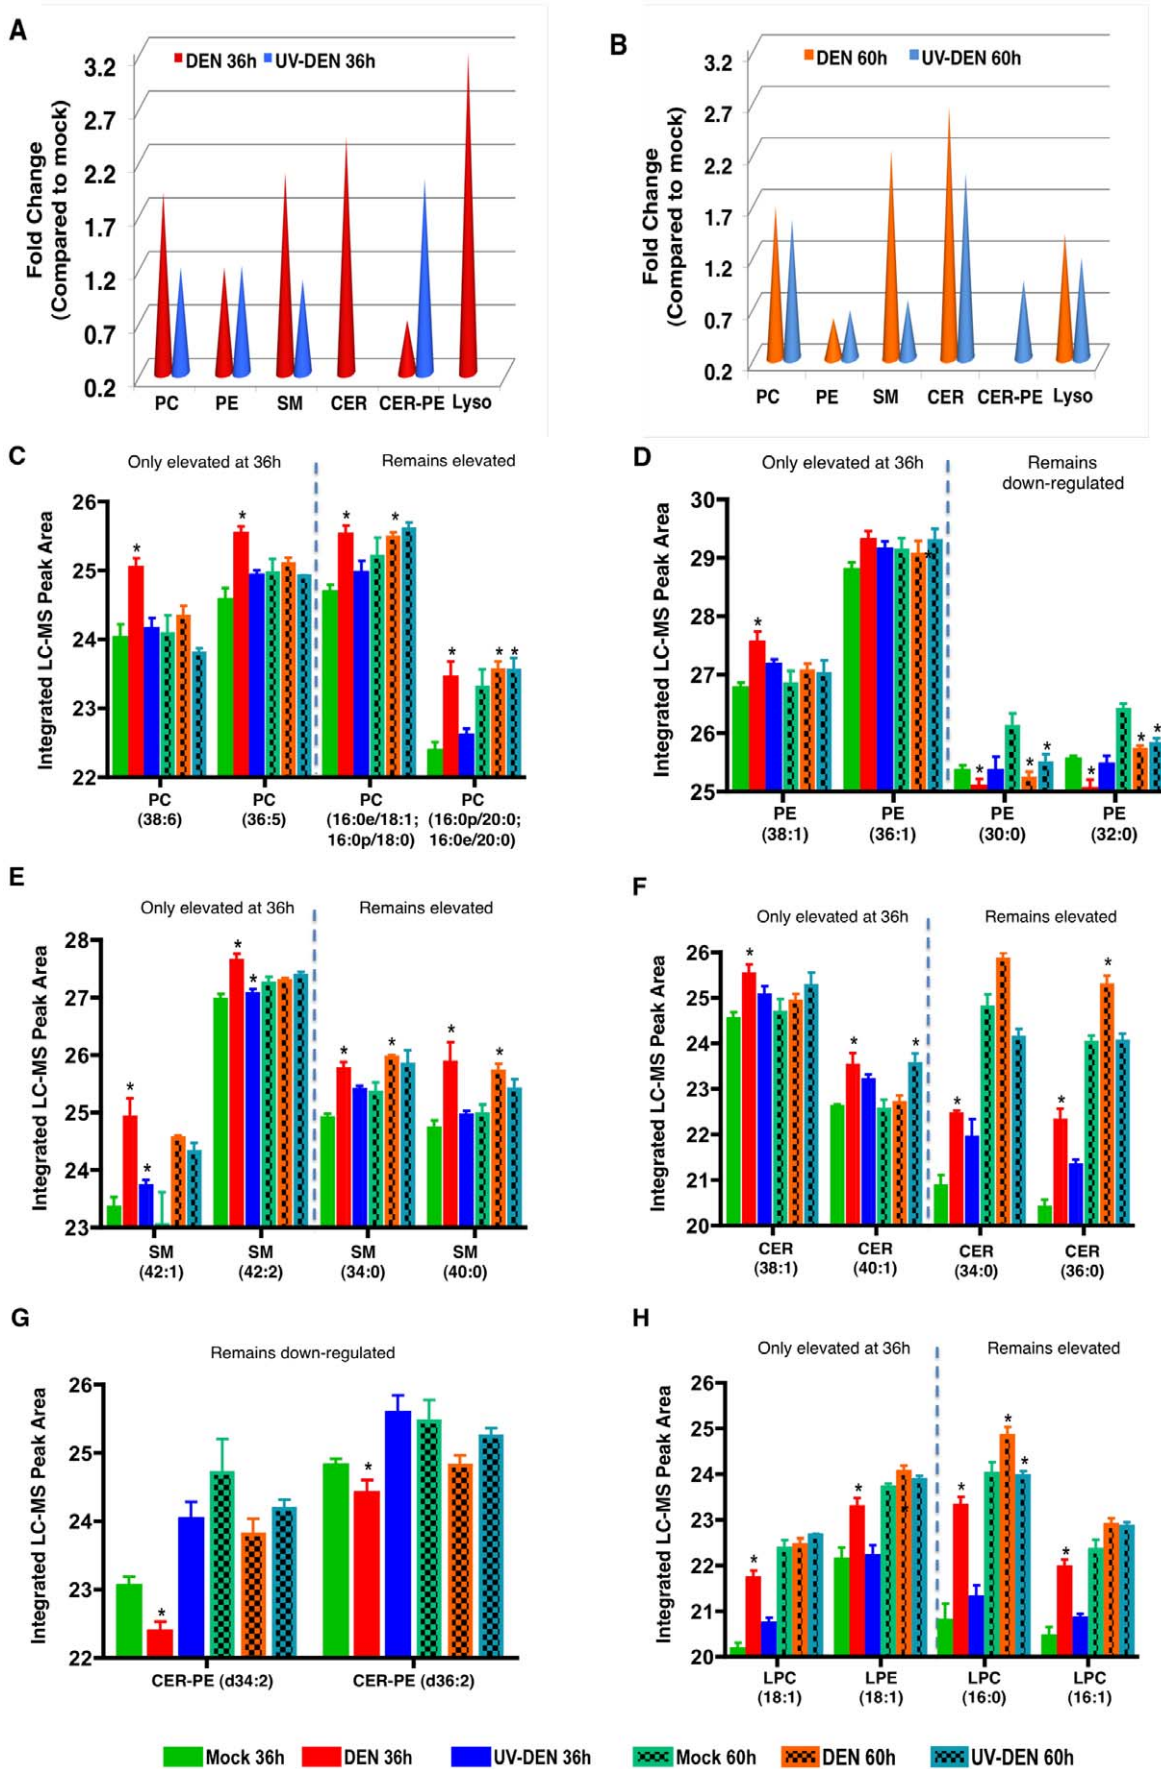 A
DEN 36h UV-DEN 36h
Fold Change
(Compared to mock)
3.2
2.7
2.2
1.7
1.2
0.7
0.2
PC PE SM CER CER-PE Lyso
B
DEN 60h UV-DEN 60h
Fold Change
(Compared to mock)
3.2
2.7
2.2
1.7
1.2
0.7
0.2
PC PE SM CER CER-PE Lyso
C
Only elevated at 36h Remains elevated
Integrated LC-MS Peak Area
26
25
24
23
22
* * * * * * *
PC PC PC PC
(38:6) (36:5) (16:0e/18:1; (16:0p/20:0;
16:0p/18:0) 16:0e/20:0)
D
Only elevated at 36h Remains
down-regulated
Integrated LC-MS Peak Area
30
29
28
27
26
25
* * * * * * * *
PE PE PE PE
(38:1) (36:1) (30:0) (32:0)
E
Only elevated at 36h Remains elevated
Integrated LC-MS Peak Area
28
27
26
25
24
23
* * * * * * * *
SM SM SM SM
(42:1) (42:2) (34:0) (40:0)
F
Only elevated at 36h Remains elevated
Integrated LC-MS Peak Area
26
25
24
23
22
21
20
* * * * * *
CER CER CER CER
(38:1) (40:1) (34:0) (36:0)
G
Remains down-regulated
Integrated LC-MS Peak Area
26
25
24
23
22
* *
CER-PE (d34:2) CER-PE (d36:2)
H
Only elevated at 36h Remains elevated
Integrated LC-MS Peak Area
26
25
24
23
22
21
20
* * * * * * *
LPC LPE LPC LPC
(18:1) (18:1) (16:0) (16:1)
Mock 36h DEN 36h UV-DEN 36h Mock 60h DEN 60h UV-DEN 60h